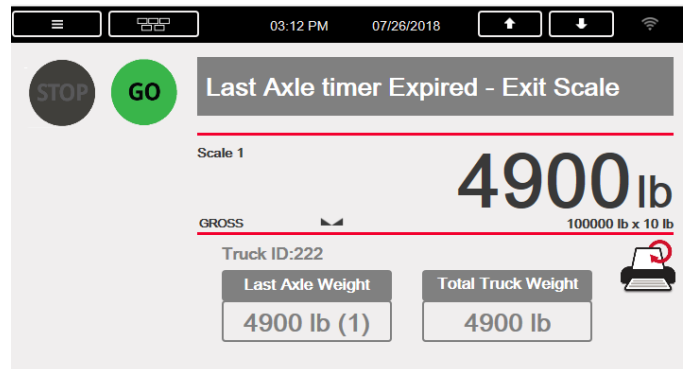 03:12 PM 07/26/2018
STOP GO
Last Axle timer Expired - Exit Scale
Scale 1
4900 lb
GROSS 100000 lb x 10 lb
Truck ID:222
Last Axle Weight Total Truck Weight
4900 lb (1) 4900 lb